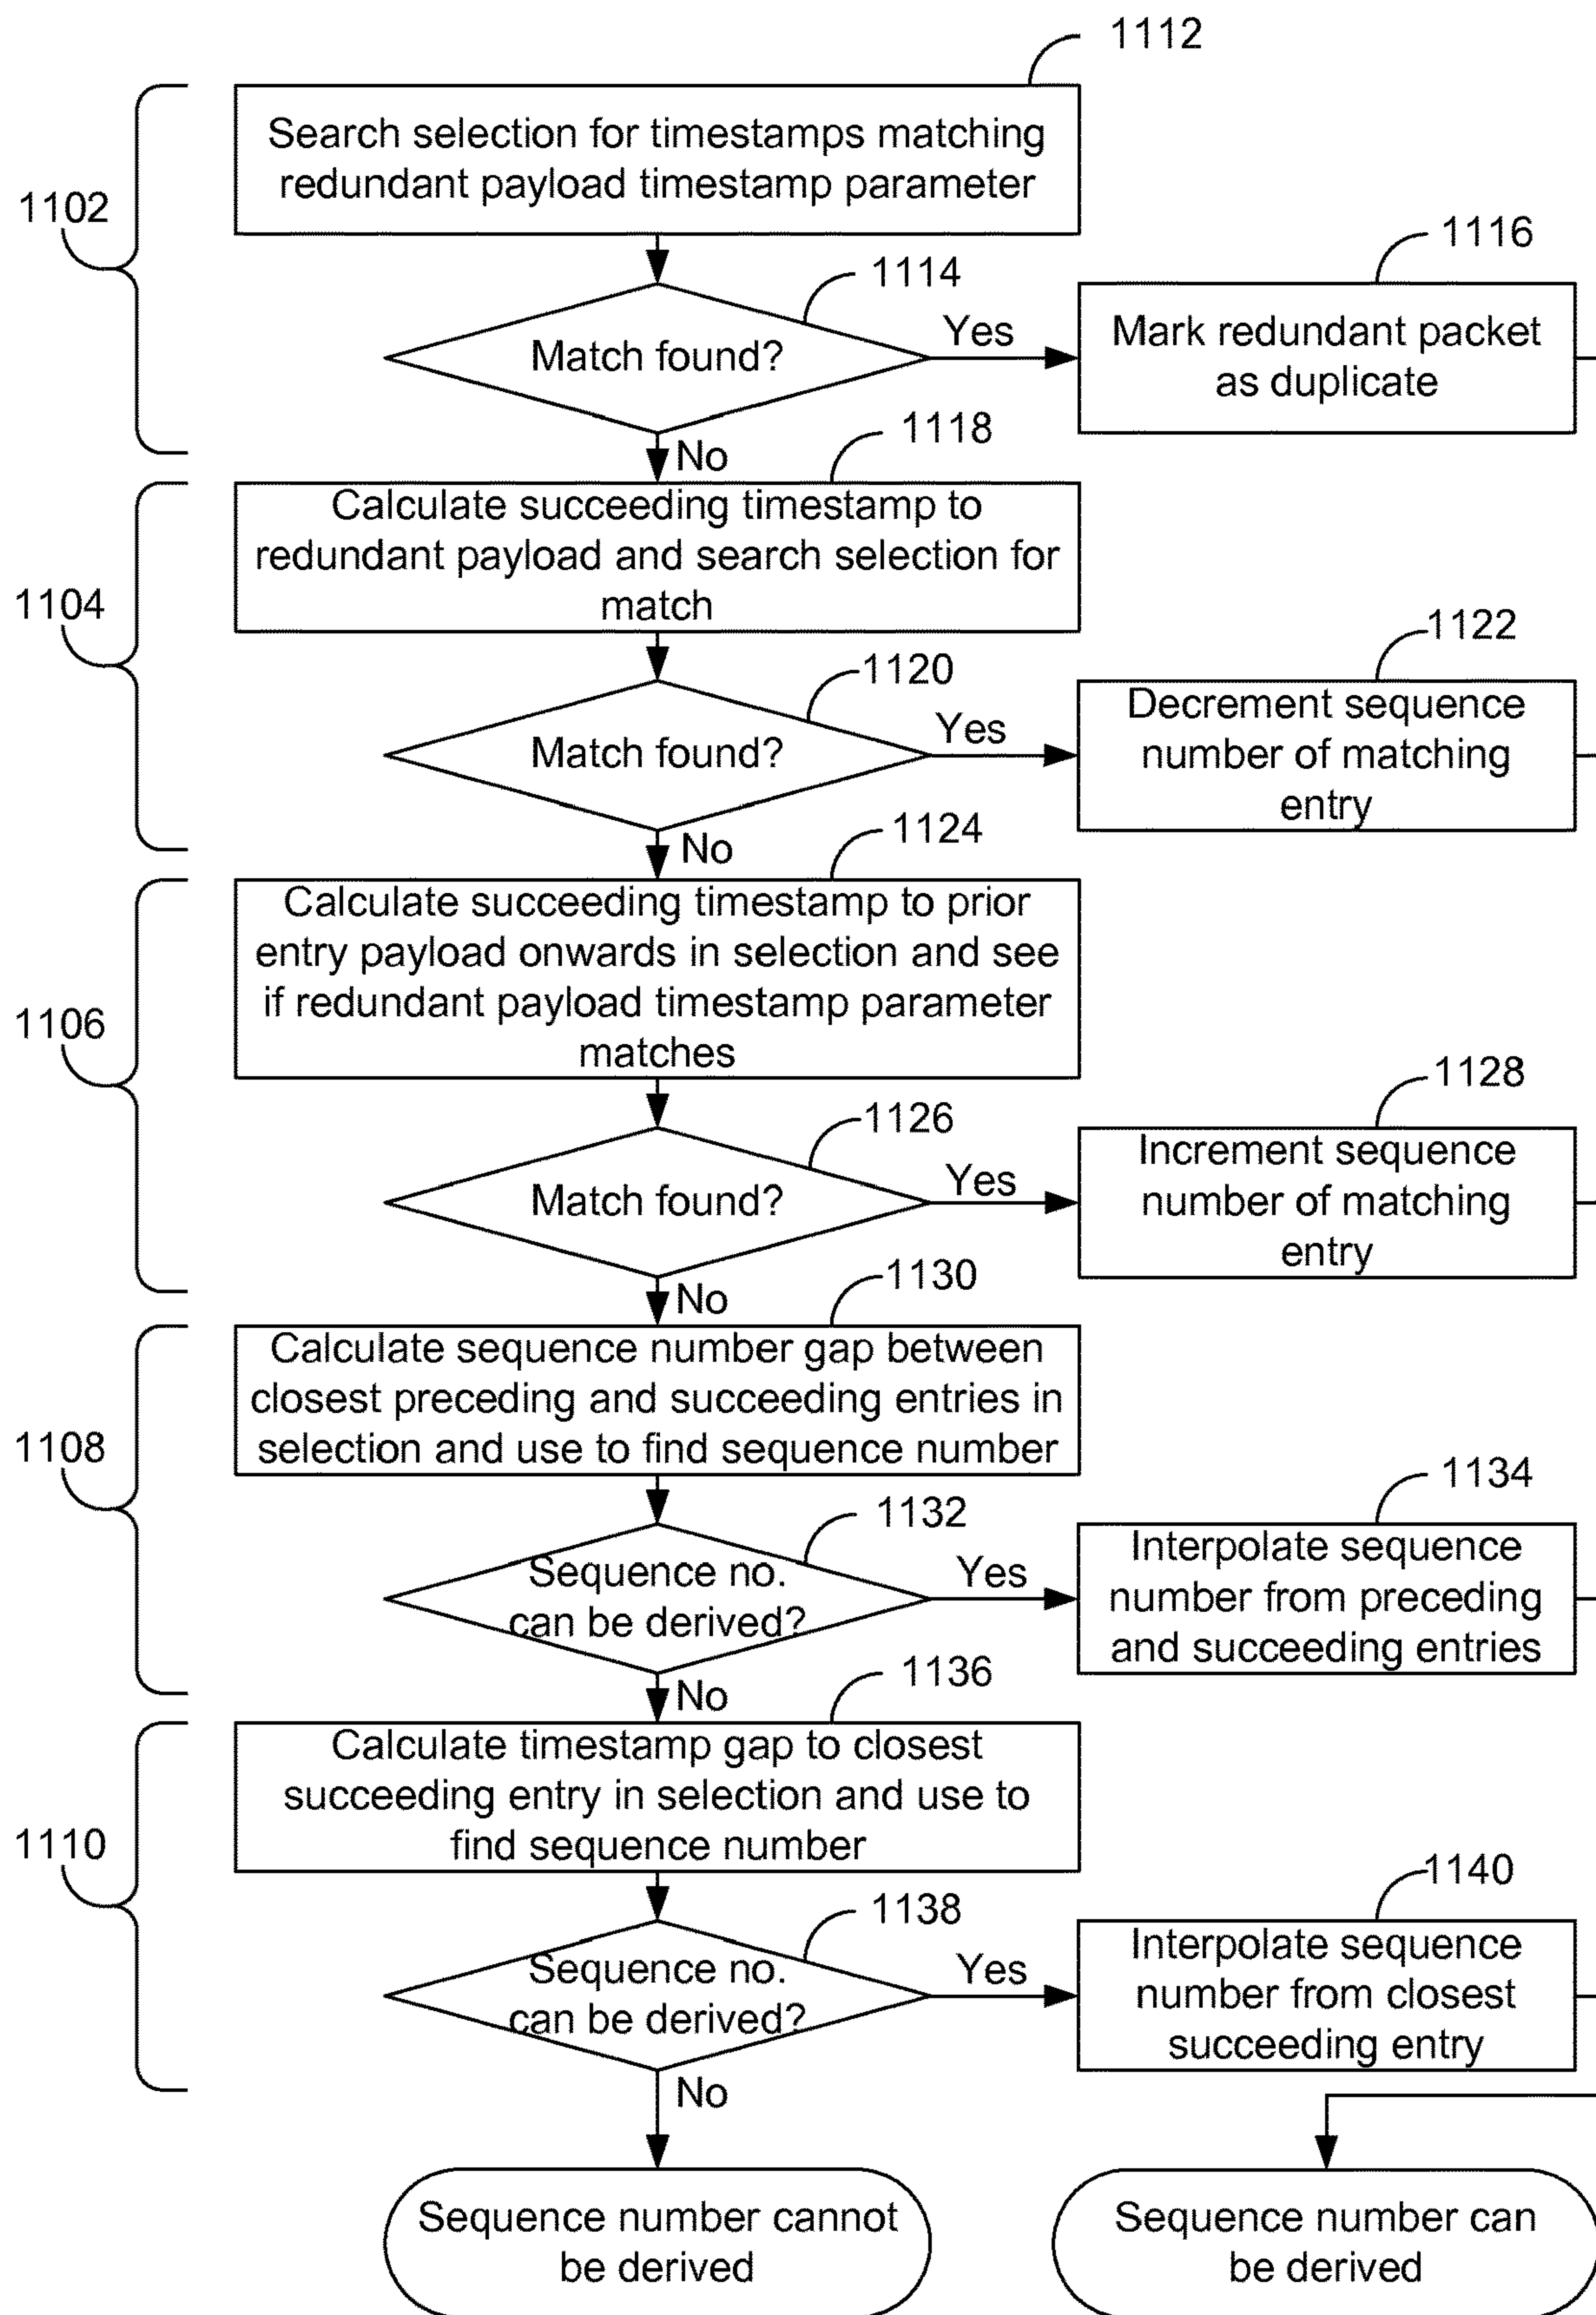 1112
Search selection for timestamps matching
redundant payload timestamp parameter
1102
1116
1114
Match found?
Yes
Mark redundant packet
as duplicate
No
1118
Calculate succeeding timestamp to
redundant payload and search selection for
match
1104
1122
1120
Match found?
Yes
Decrement sequence
number of matching
entry
No
1124
Calculate succeeding timestamp to prior
entry payload onwards in selection and see
if redundant payload timestamp parameter
matches
1106
1128
1126
Match found?
Yes
Increment sequence
number of matching
entry
No
1130
Calculate sequence number gap between
closest preceding and succeeding entries in
selection and use to find sequence number
1108
1134
1132
Sequence no.
can be derived?
Yes
Interpolate sequence
number from preceding
and succeeding entries
No
1136
Calculate timestamp gap to closest
succeeding entry in selection and use to
find sequence number
1110
1140
1138
Sequence no.
can be derived?
Yes
Interpolate sequence
number from closest
succeeding entry
No
Sequence number cannot
be derived
Sequence number can
be derived